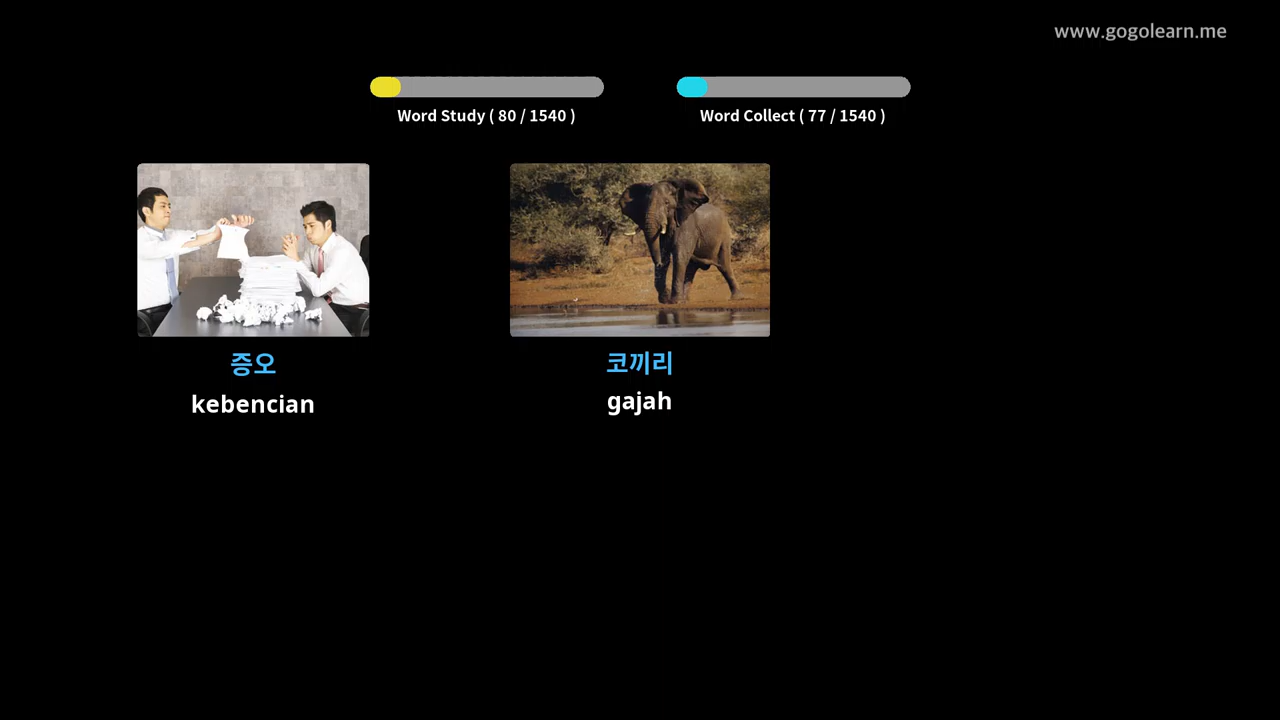 www.gogolearn.me
Word Study ( 80 / 1540 )
Word Collect ( 77 / 1540 )
증오
kebencian
코끼리
gajah